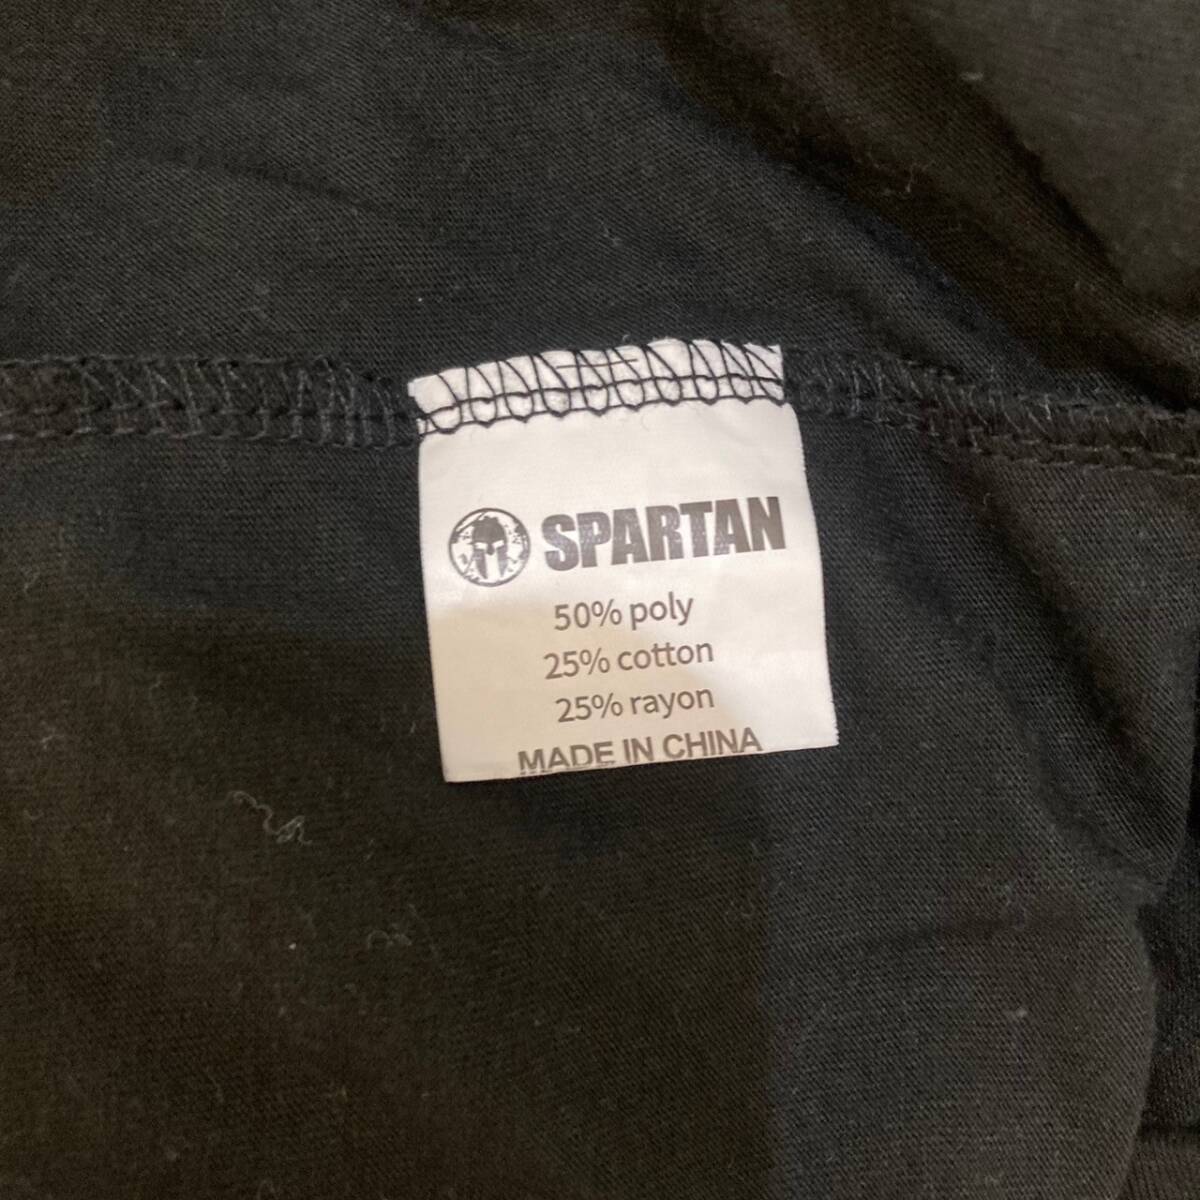 SPARTAN
50% poly
25% cotton
25% rayon
MADE IN CHINA